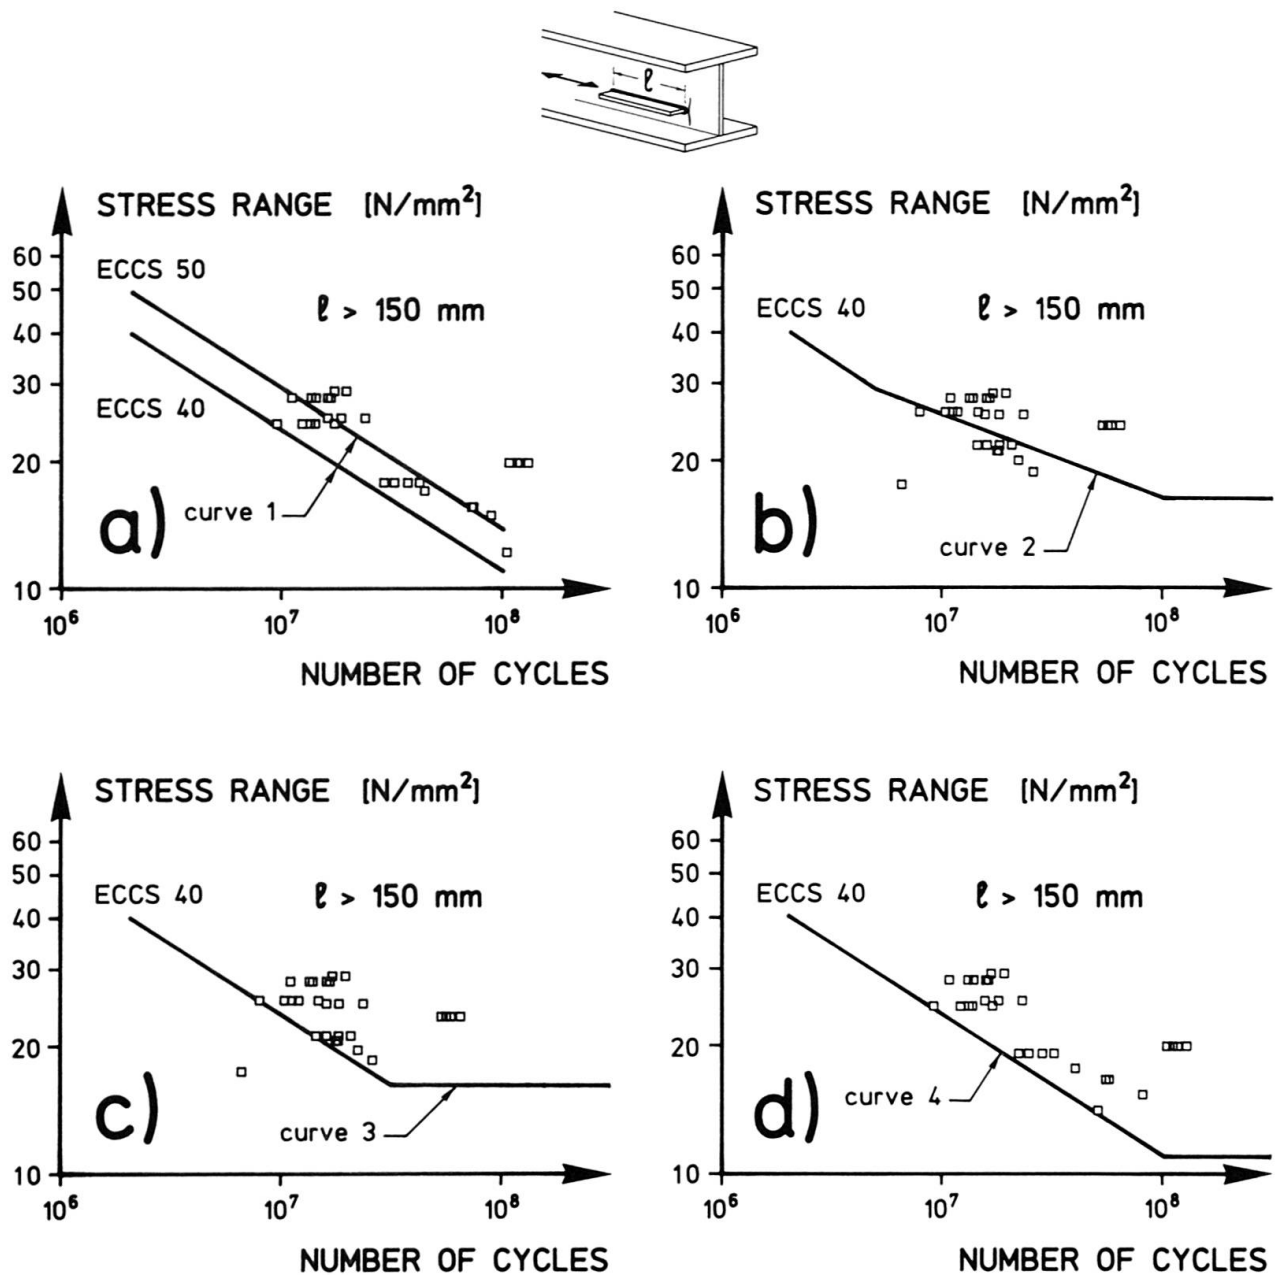 ℓ
STRESS RANGE [N/mm²]
60
50
40
30
20
10
ECCS 50
ℓ > 150 mm
ECCS 40
curve 1
a)
10⁶ 10⁷ 10⁸
NUMBER OF CYCLES
STRESS RANGE [N/mm²]
60
50
40
30
20
10
ECCS 40
ℓ > 150 mm
curve 2
b)
10⁶ 10⁷ 10⁸
NUMBER OF CYCLES
STRESS RANGE [N/mm²]
60
50
40
30
20
10
ECCS 40
ℓ > 150 mm
curve 3
c)
10⁶ 10⁷ 10⁸
NUMBER OF CYCLES
STRESS RANGE [N/mm²]
60
50
40
30
20
10
ECCS 40
ℓ > 150 mm
curve 4
d)
10⁶ 10⁷ 10⁸
NUMBER OF CYCLES